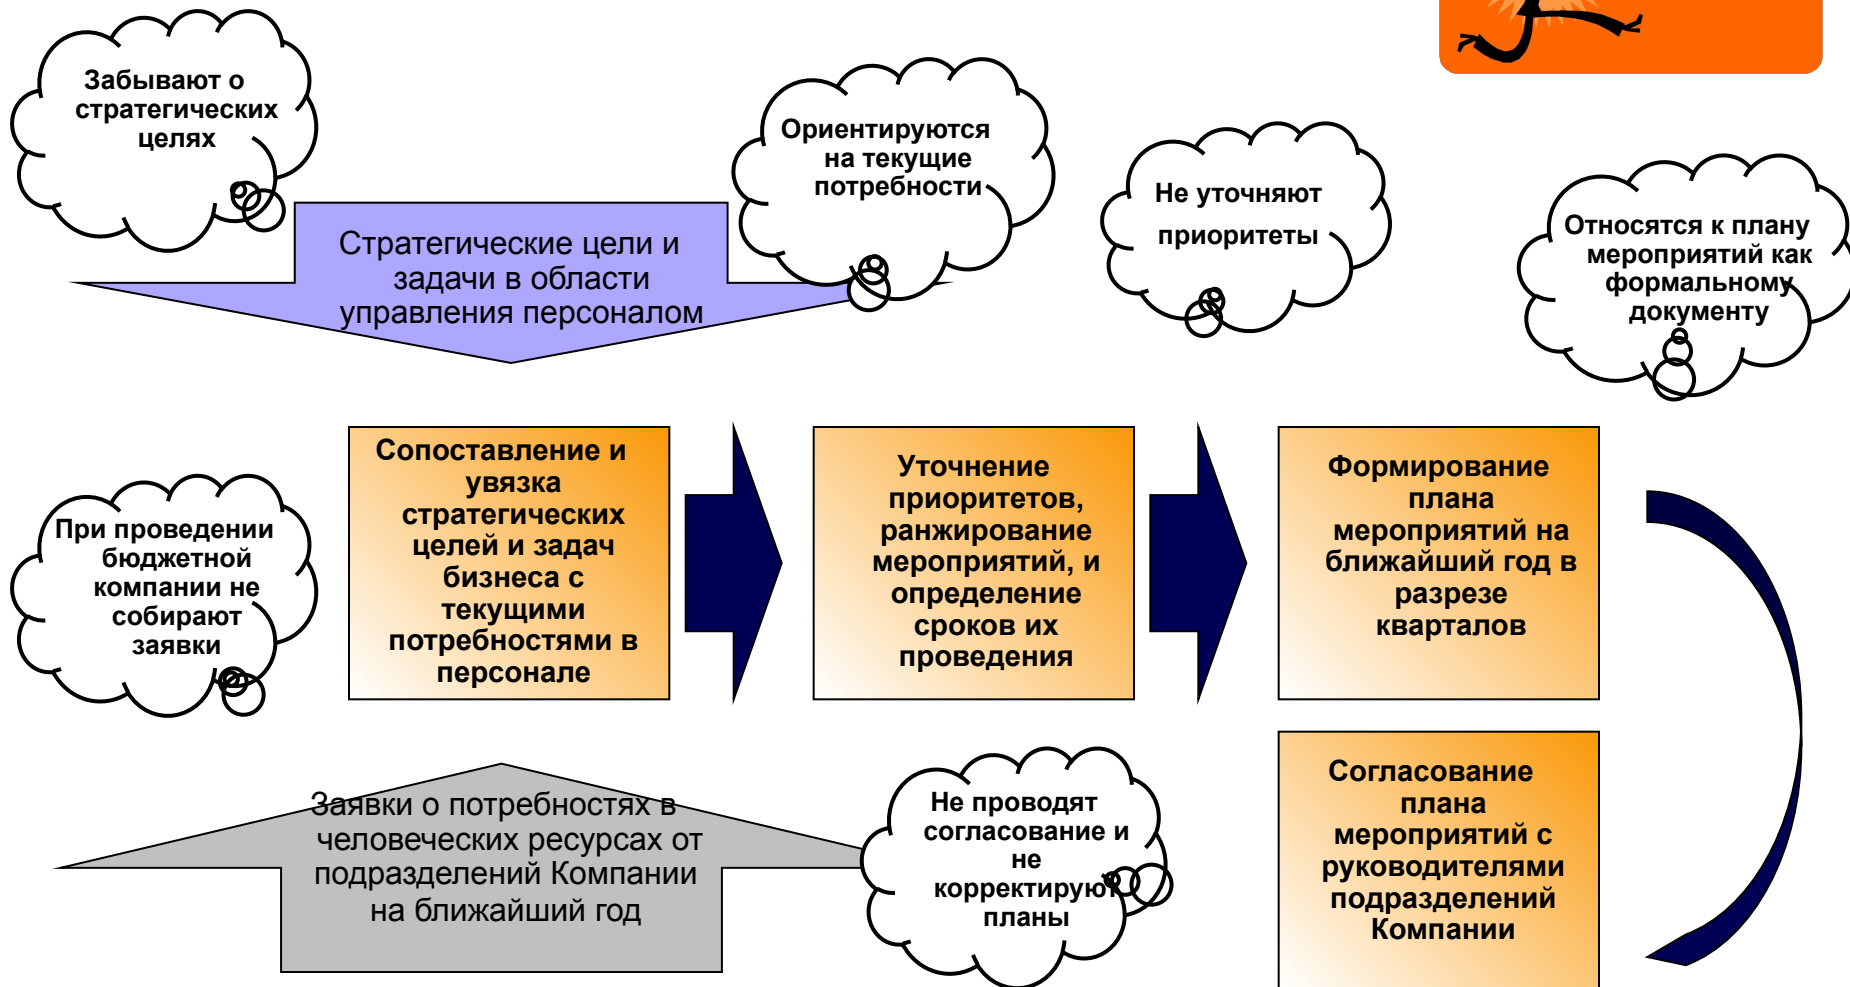 Забывают о
стратегических
целях
Ориентируются
на текущие
потребности
Не уточняют
приоритеты
Относятся к плану
мероприятий как
формальному
документу
Стратегические цели и
задачи в области
управления персоналом
При проведении
бюджетной
компании не
собирают
заявки
Сопоставление и
увязка
стратегических
целей и задач
бизнеса с
текущими
потребностями в
персонале
Уточнение
приоритетов,
ранжирование
мероприятий, и
определение
сроков их
проведения
Формирование
плана
мероприятий на
ближайший год в
разрезе
кварталов
Заявки о потребностях в
человеческих ресурсах от
подразделений Компании
на ближайший год
Не проводят
согласование и
не
корректируют
планы
Согласование
плана
мероприятий с
руководителями
подразделений
Компании